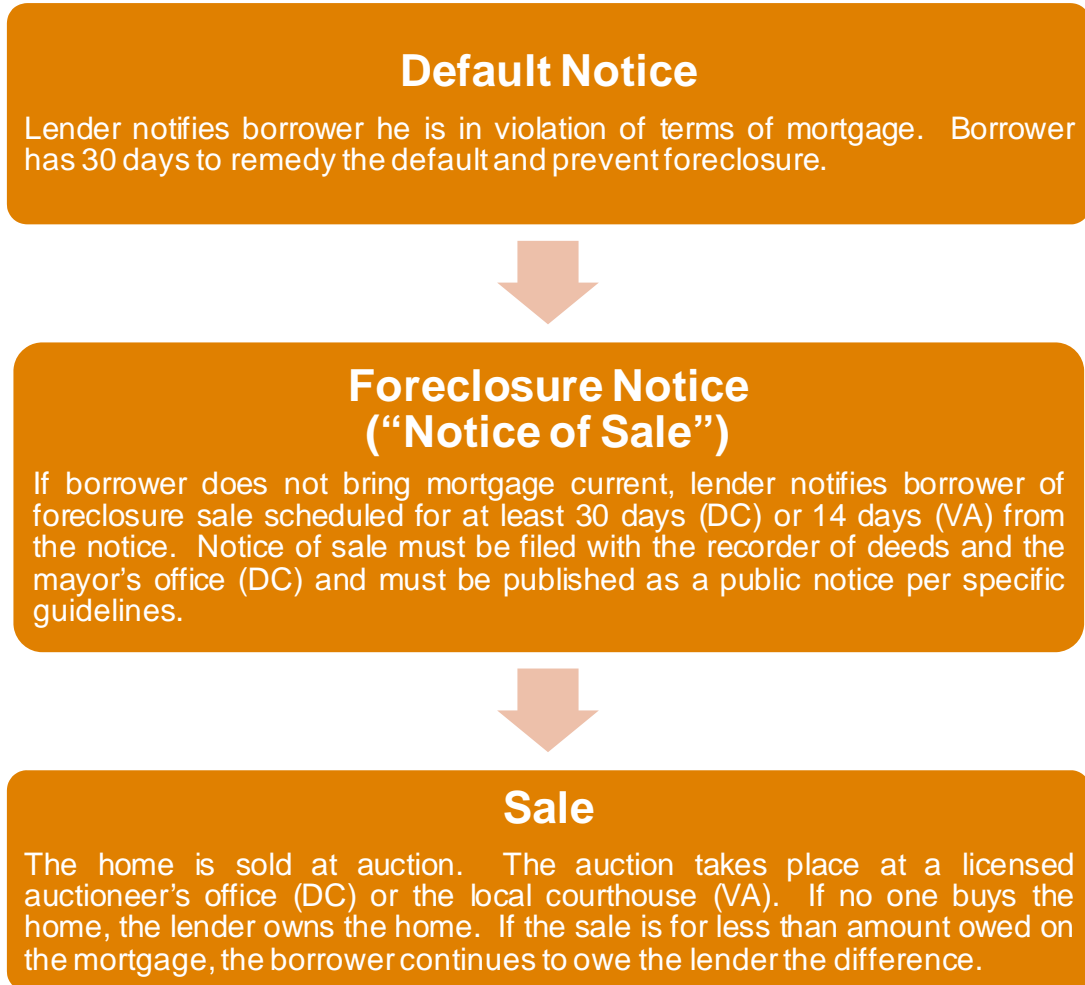 Default Notice
Lender notifies borrower he is in violation of terms of mortgage. Borrower
has 30 days to remedy the default and prevent foreclosure.
Foreclosure Notice
(“Notice of Sale”)
If borrower does not bring mortgage current, lender notifies borrower of
foreclosure sale scheduled for at least 30 days (DC) or 14 days (VA) from
the notice. Notice of sale must be filed with the recorder of deeds and the
mayor’s office (DC) and must be published as a public notice per specific
guidelines.
Sale
The home is sold at auction. The auction takes place at a licensed
auctioneer’s office (DC) or the local courthouse (VA). If no one buys the
home, the lender owns the home. If the sale is for less than amount owed on
the mortgage, the borrower continues to owe the lender the difference.